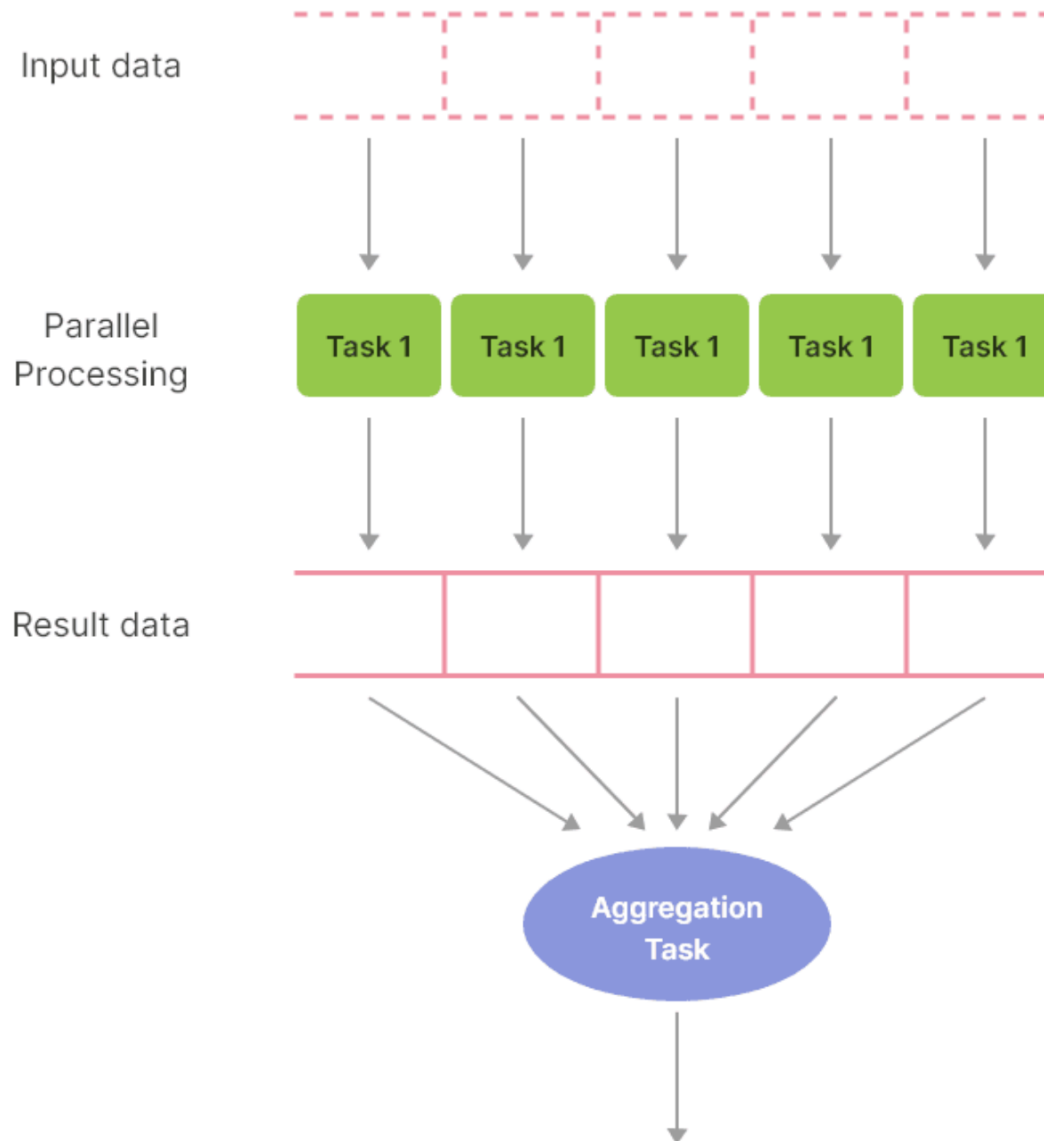 Input data
Parallel
Processing
Task 1
Task 1
Task 1
Task 1
Task 1
Result data
Aggregation
Task